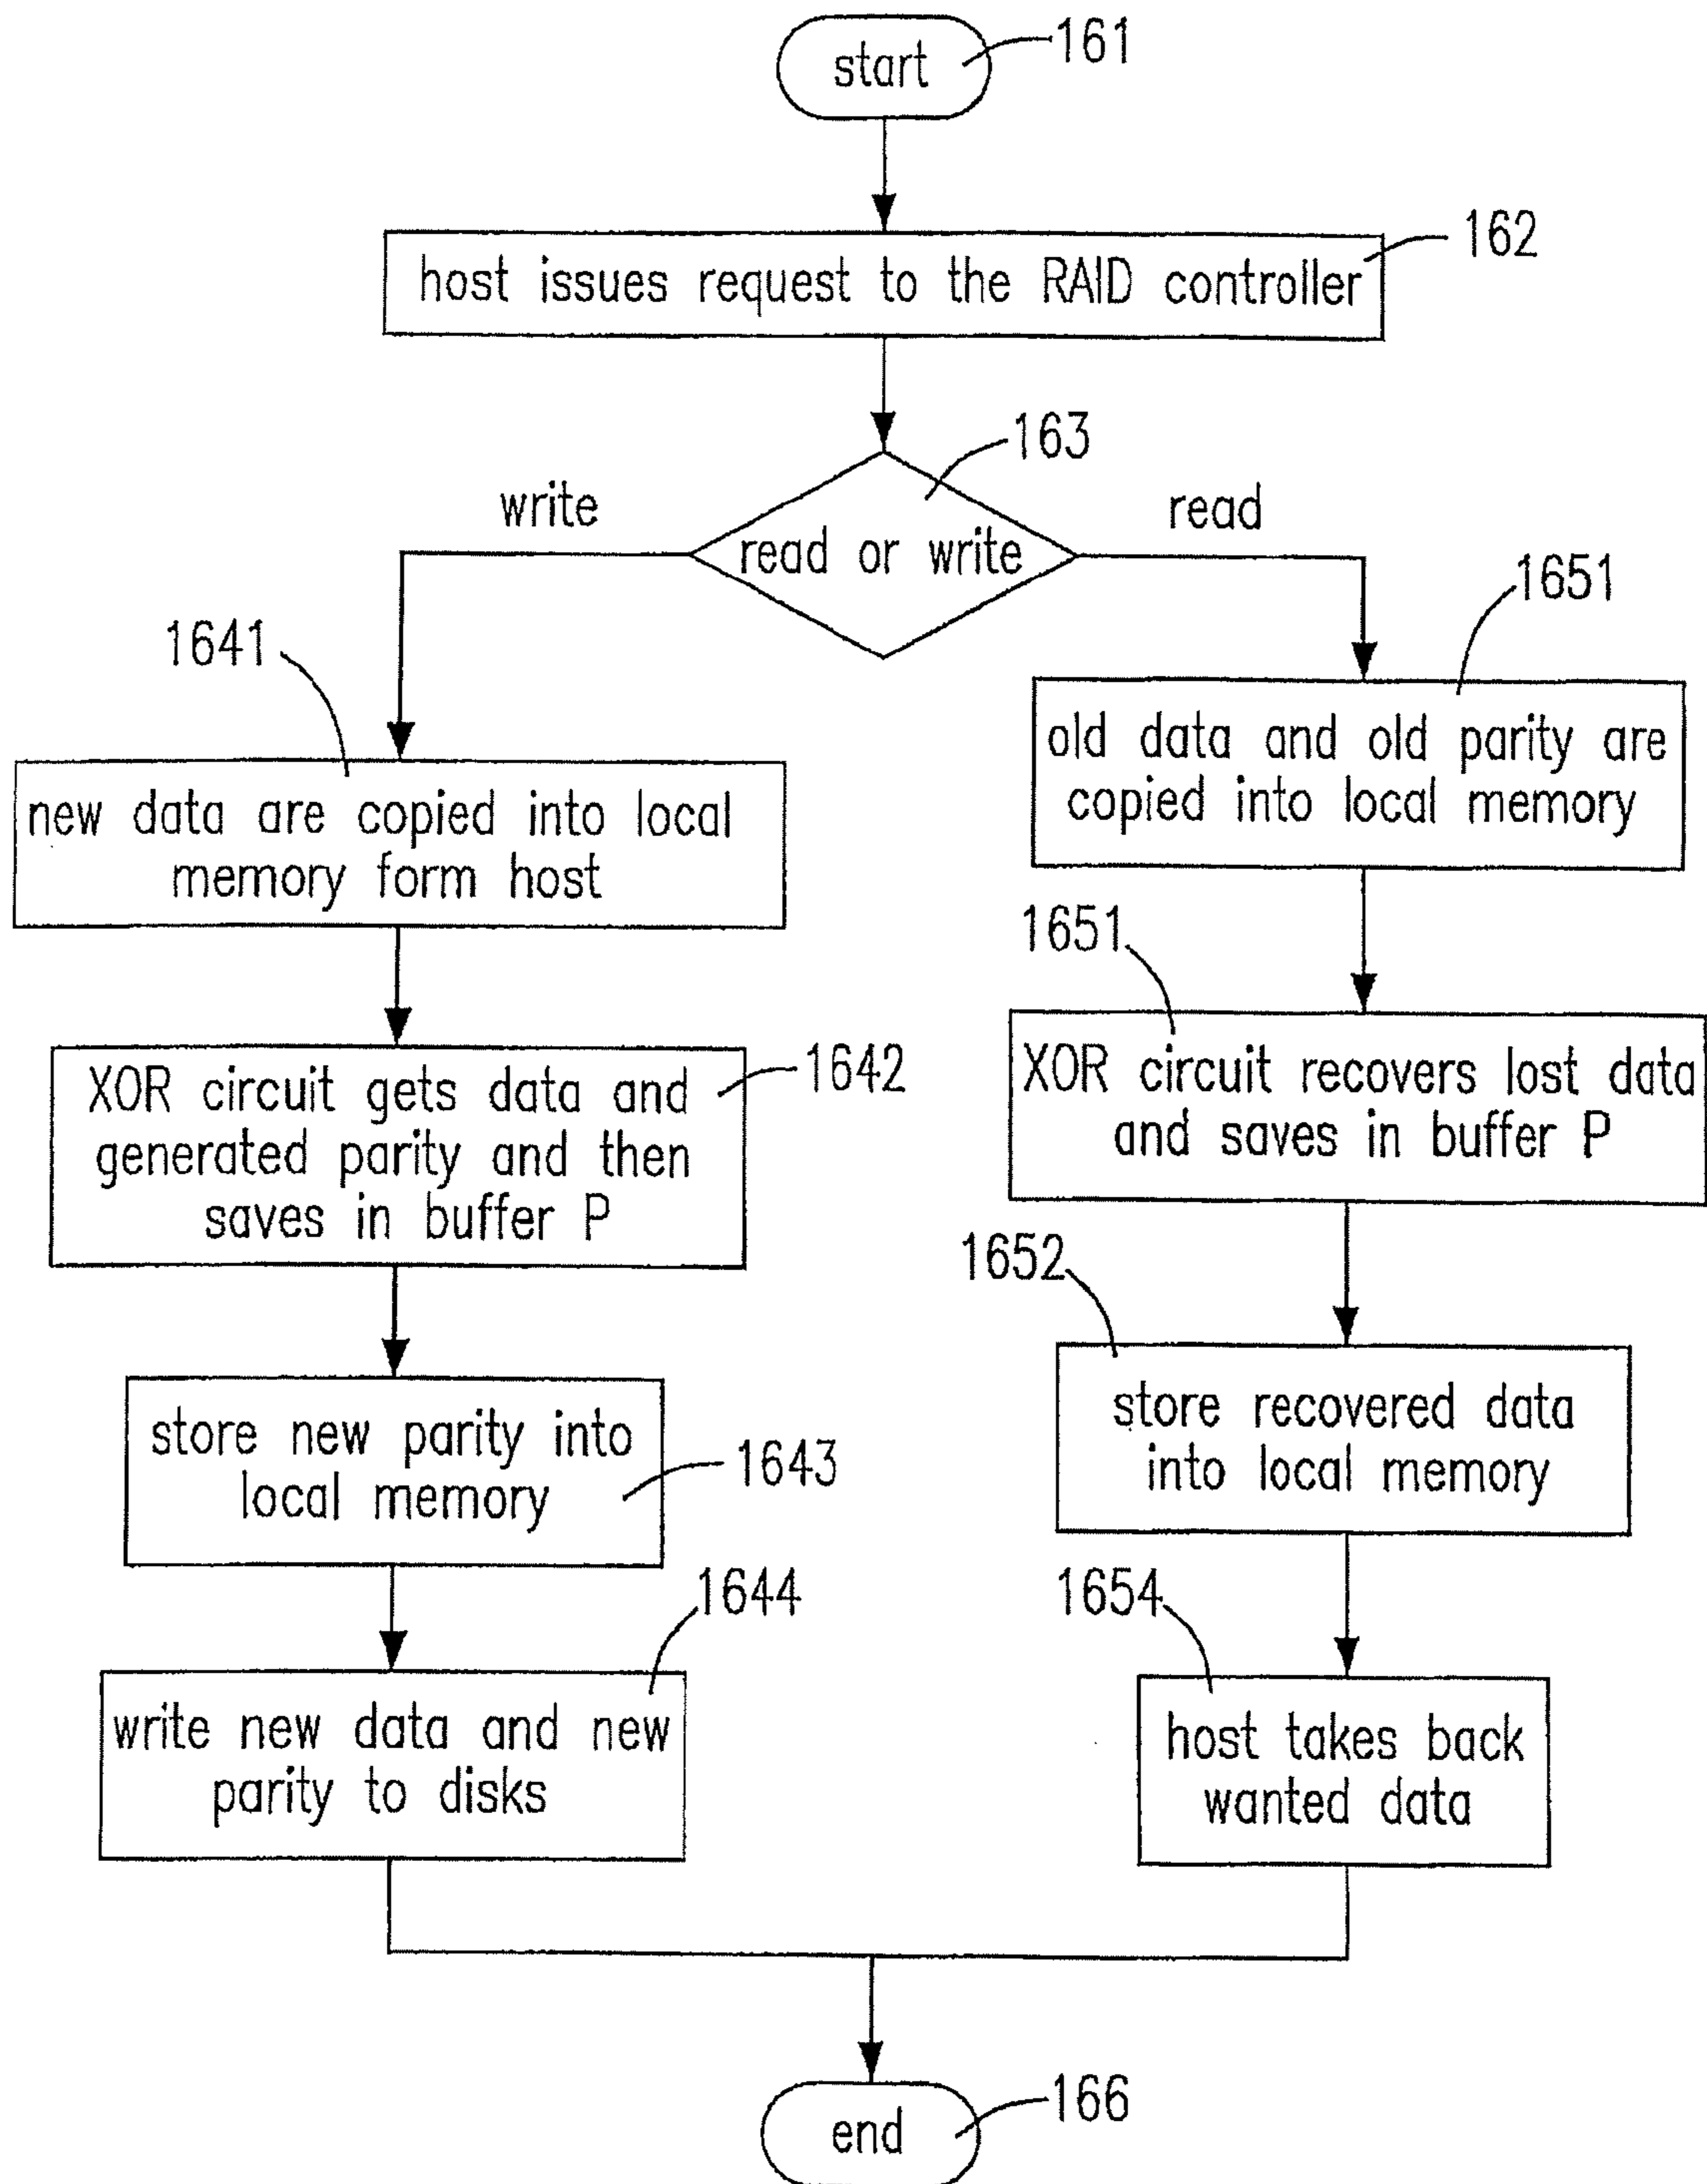 start
161
host issues request to the RAID controller
162
163
write
read or write
read
1641
new data are copied into local
memory form host
1651
old data and old parity are
copied into local memory
XOR circuit gets data and
generated parity and then
saves in buffer P
1642
1651
XOR circuit recovers lost data
and saves in buffer P
store new parity into
local memory
1643
1652
store recovered data
into local memory
1644
write new data and new
parity to disks
1654
host takes back
wanted data
end
166